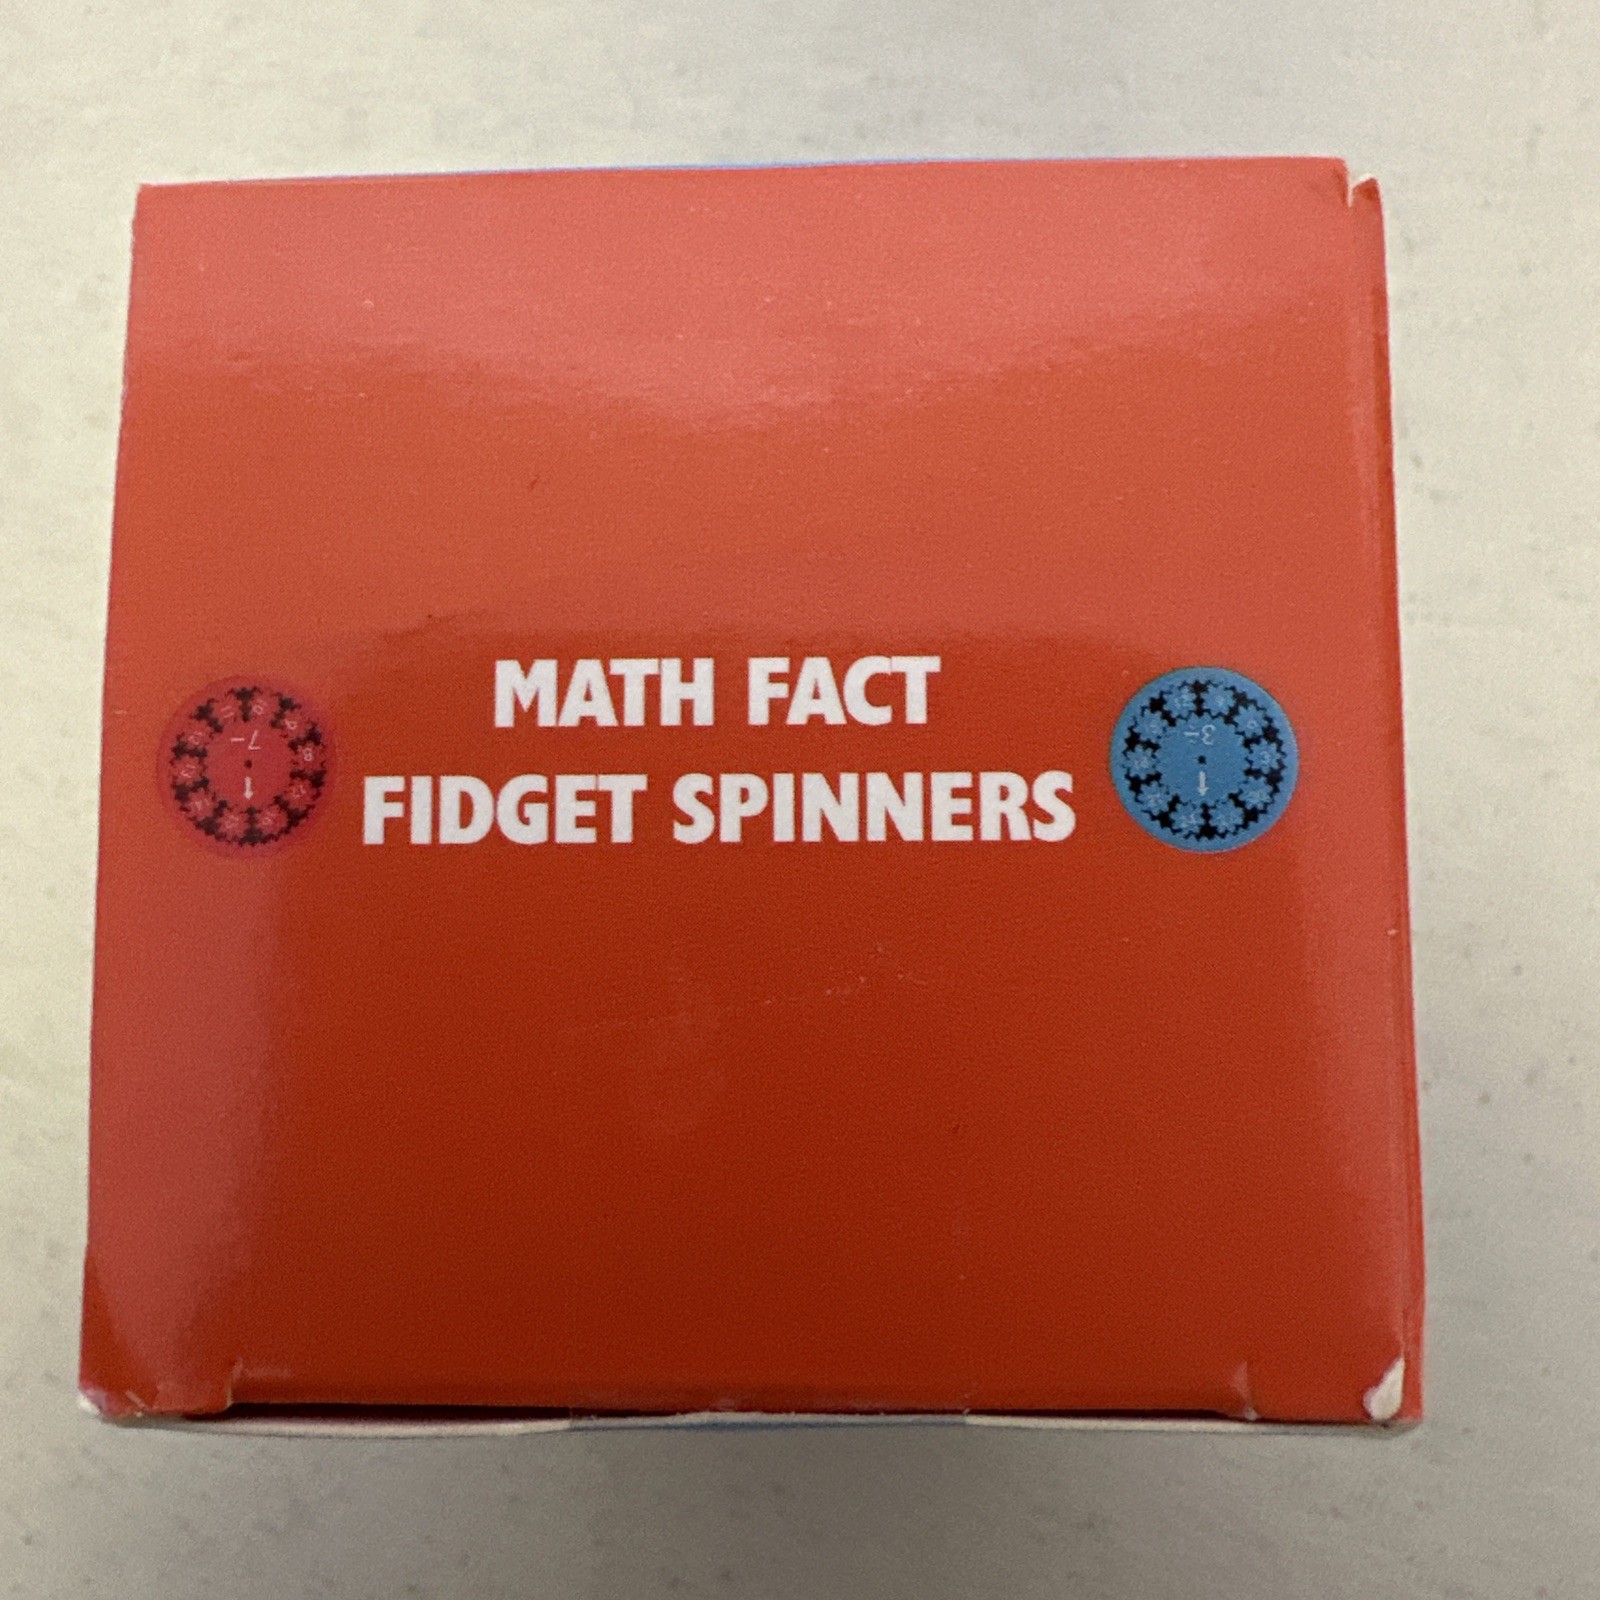 MATH FACT
FIDGET SPINNERS